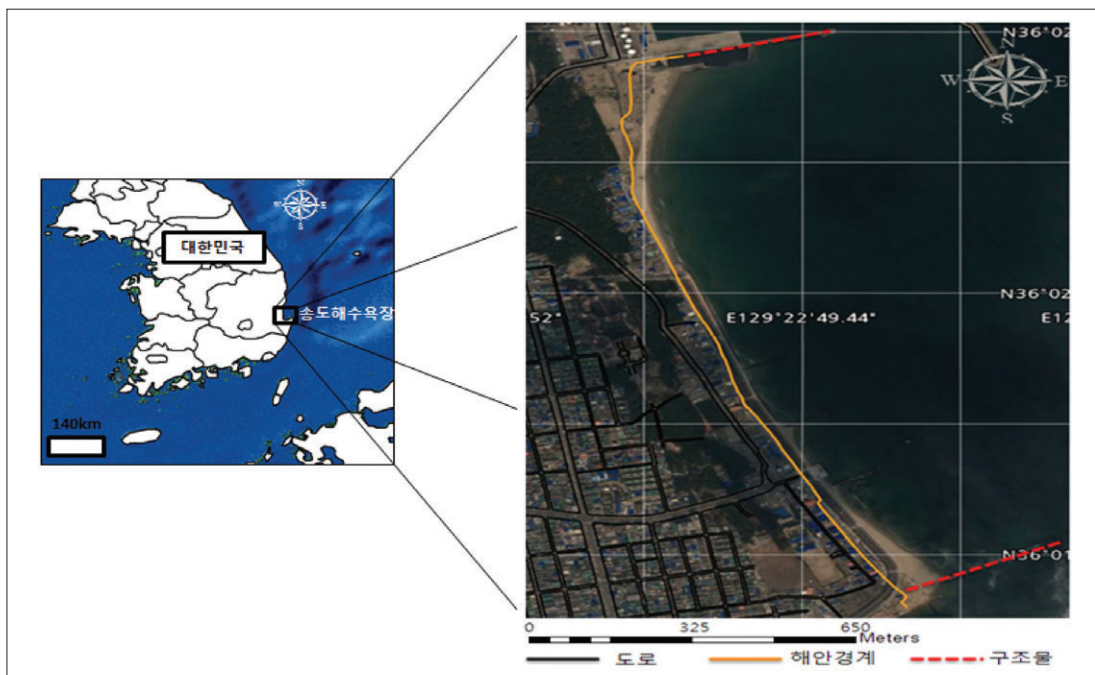 N
W E
S
대한민국
송도해수욕장
140km
N36°02
N
W E
S
N36°02
52°
E129°22'49.44"
E12
N36°01
0 325 650
Meters
도로 해안경계 구조물